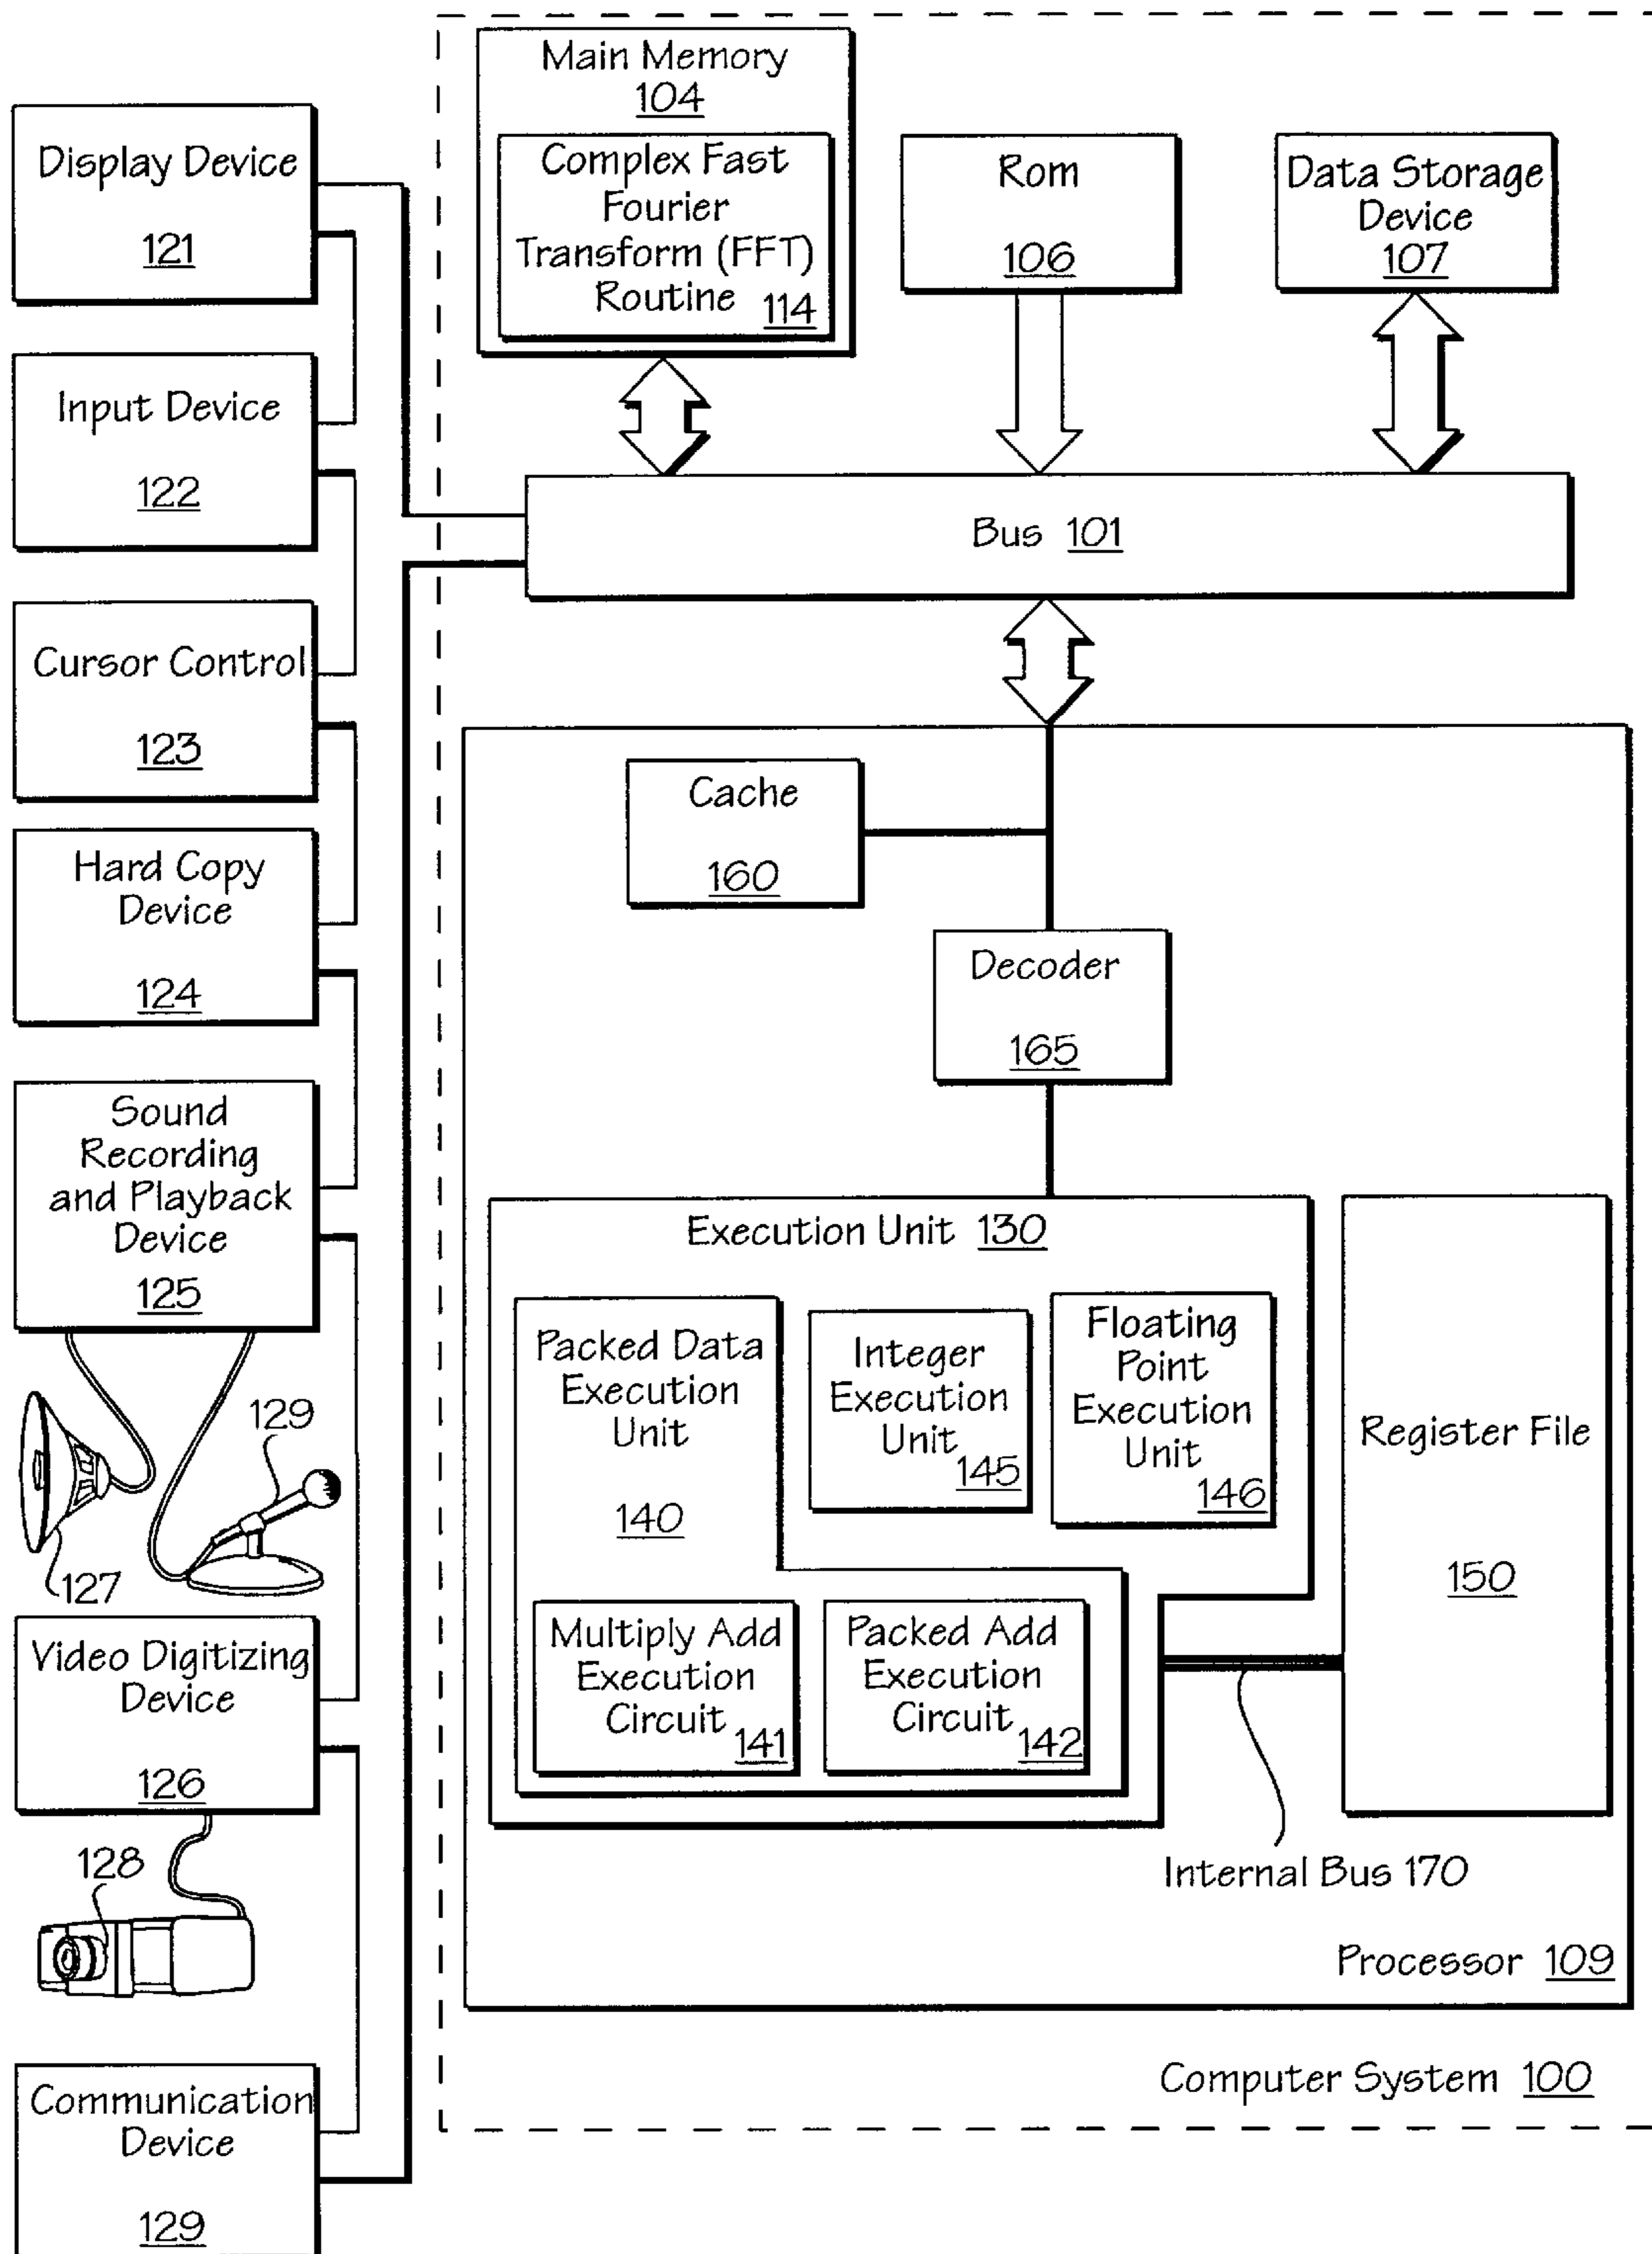 Main Memory
104
Complex Fast
Fourier
Transform (FFT)
Routine 114
Rom
106
Data Storage
Device
107
Display Device
121
Input Device
122
Cursor Control
123
Hard Copy
Device
124
Sound
Recording
and Playback
Device
125
129
127
Video Digitizing
Device
126
128
Communication
Device
129
Bus 101
Cache
160
Decoder
165
Execution Unit 130
Packed Data
Execution
Unit
140
Integer
Execution
Unit
145
Floating
Point
Execution
Unit
146
Multiply Add
Execution
Circuit
141
Packed Add
Execution
Circuit
142
Register File
150
Internal Bus 170
Processor 109
Computer System 100